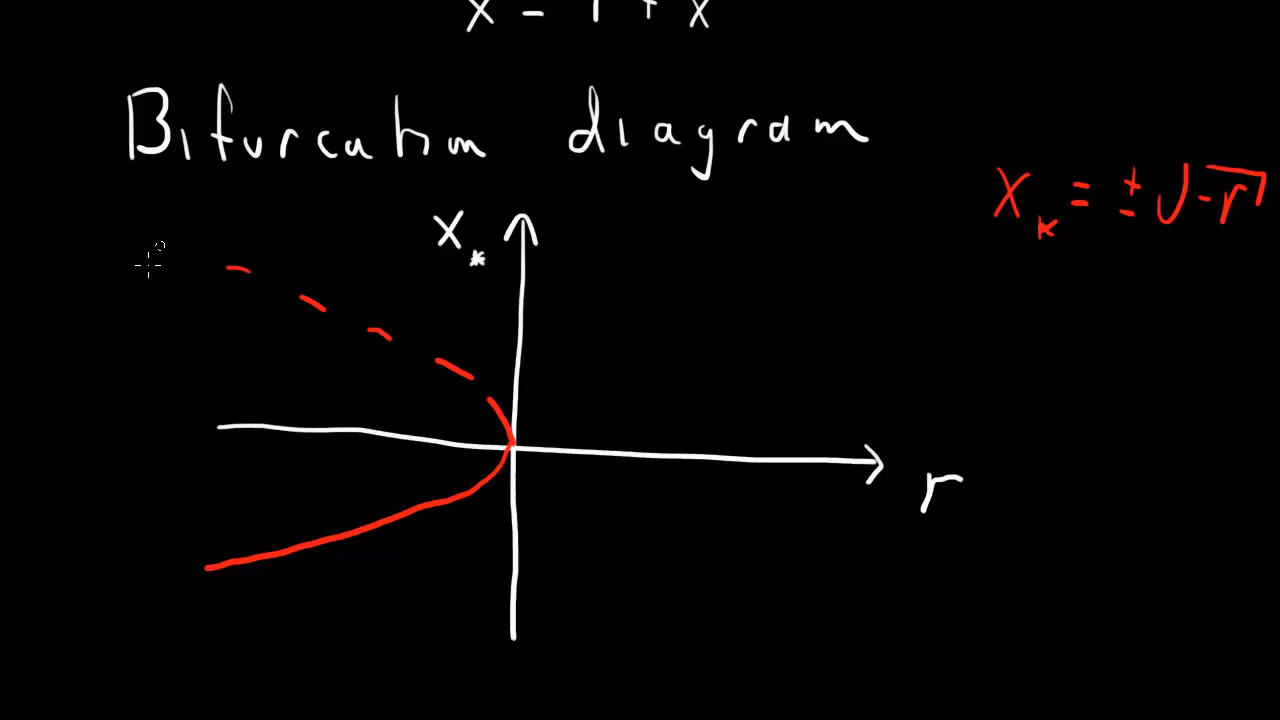 x = r + x
Bifurcation diagram
x* = ± √-r
x*
r